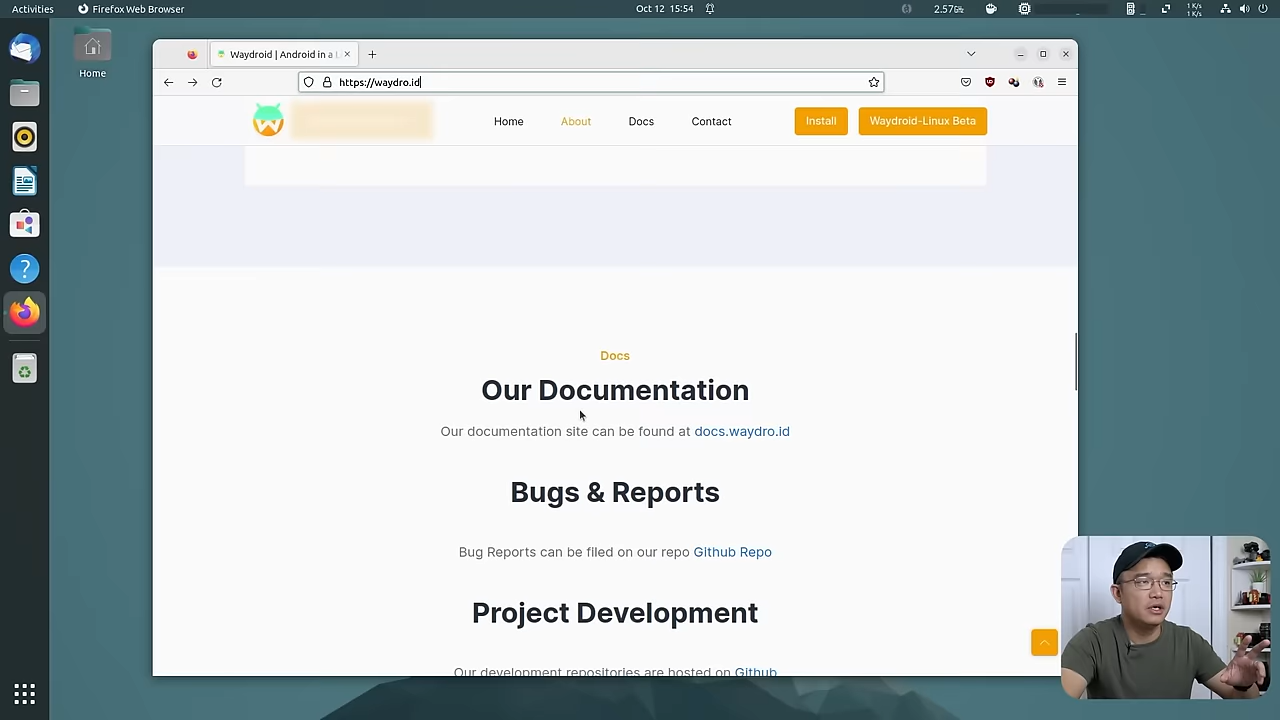 Activities
Firefox Web Browser
Oct 12 15:54
2.57%
1 K/s
1 K/s
Home
Waydroid | Android in a
https://waydro.id
Home
About
Docs
Contact
Install
Waydroid-Linux Beta
Docs
Our Documentation
Our documentation site can be found at docs.waydro.id
Bugs & Reports
Bug Reports can be filed on our repo Github Repo
Project Development
Our development repositories are hosted on Github